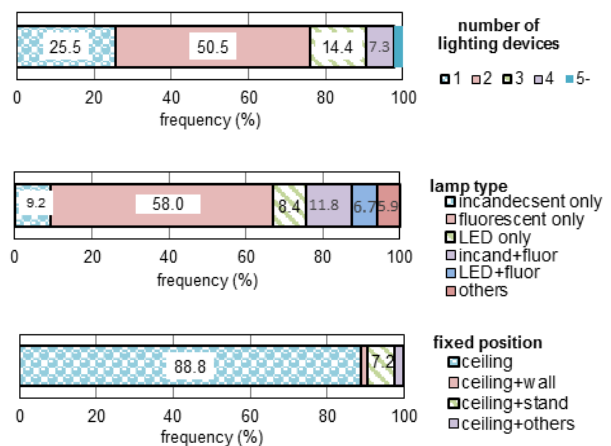 number of
lighting devices
25.5 50.5 14.4 7.3
1 2 3 4 5-
0 20 40 60 80 100
frequency (%)
lamp type
9.2 58.0 8.4 11.8 6.7 5.9
incandecsent only
fluorescent only
LED only
incand+fluor
LED+fluor
others
0 20 40 60 80 100
frequency (%)
fixed position
88.8 7.2
ceiling
ceiling+wall
ceiling+stand
ceiling+others
0 20 40 60 80 100
frequency (%)